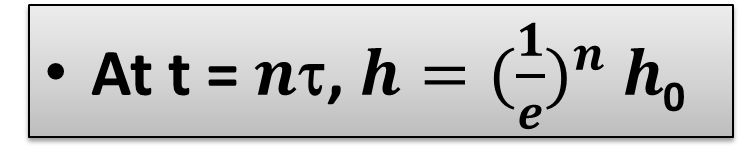 • At t = nτ, h = (1/e)ⁿ h₀